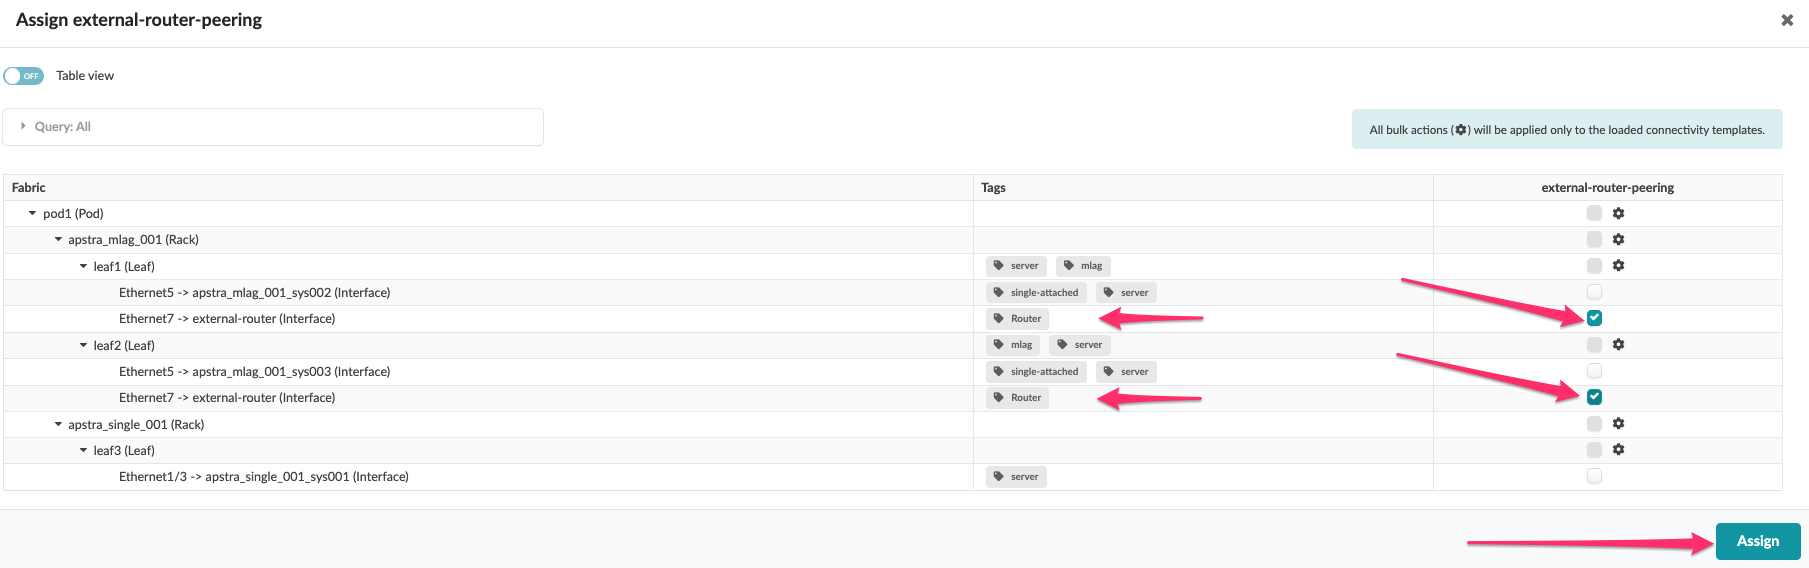 Assign external-router-peering
OFF Table view
Query: All
All bulk actions ( ) will be applied only to the loaded connectivity templates.
Fabric Tags external-router-peering
pod1 (Pod)
apstra_mlag_001 (Rack)
leaf1 (Leaf) server mlag
Ethernet5 -> apstra_mlag_001_sys002 (Interface) single-attached server
Ethernet7 -> external-router (Interface) Router
leaf2 (Leaf) mlag server
Ethernet5 -> apstra_mlag_001_sys003 (Interface) single-attached server
Ethernet7 -> external-router (Interface) Router
apstra_single_001 (Rack)
leaf3 (Leaf)
Ethernet1/3 -> apstra_single_001_sys001 (Interface) server
Assign